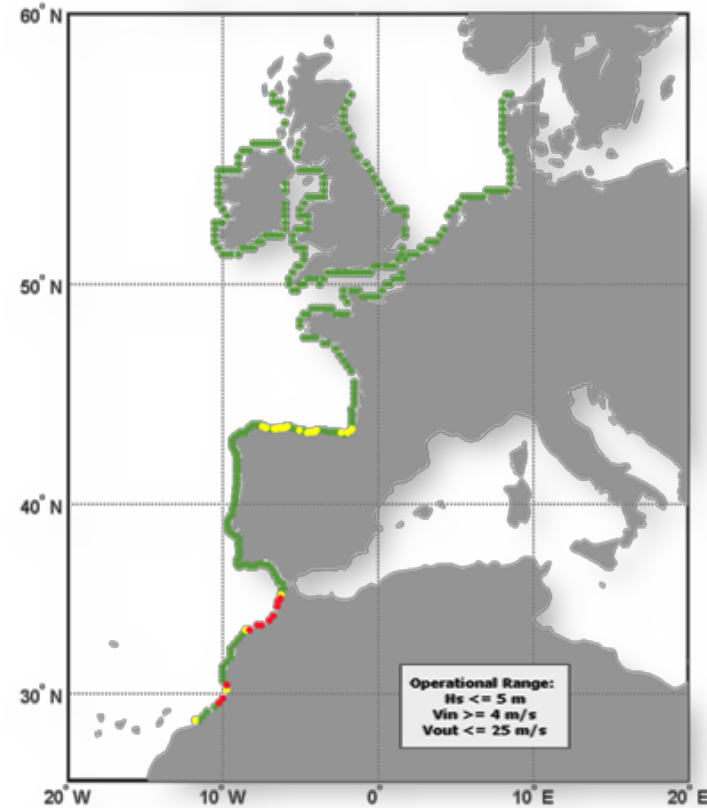 60° N
50° N
40° N
30° N
Operational Range:
Hs <= 5 m
Vin >= 4 m/s
Vout <= 25 m/s
20°W 10°W 0° 10°E 20°E